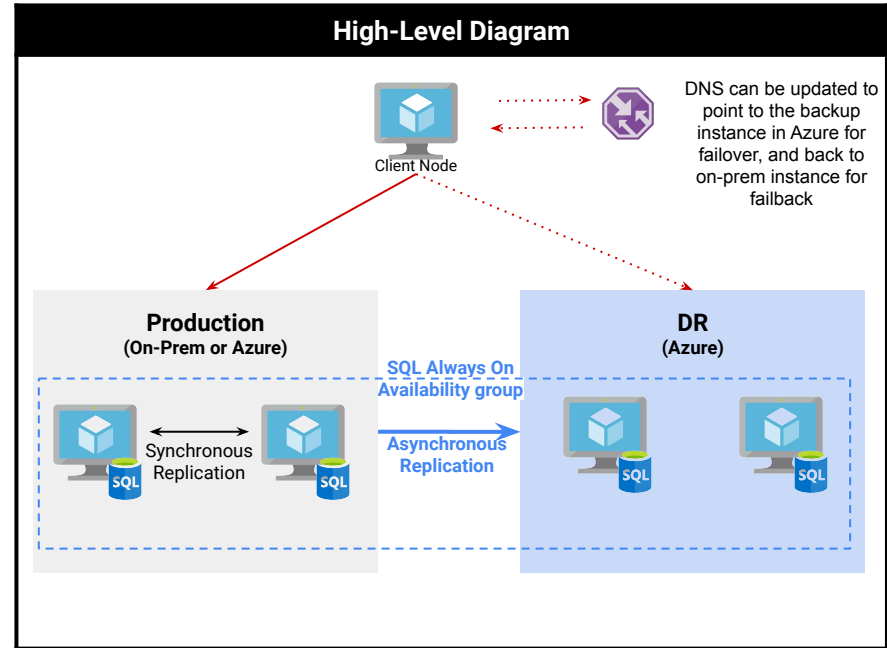 High-Level Diagram
DNS can be updated to
point to the backup
instance in Azure for
failover, and back to
on-prem instance for
failback
Client Node
Production
(On-Prem or Azure)
DR
(Azure)
SQL Always On
Availability group
Synchronous
Replication
Asynchronous
Replication
SQL
SQL
SQL
SQL